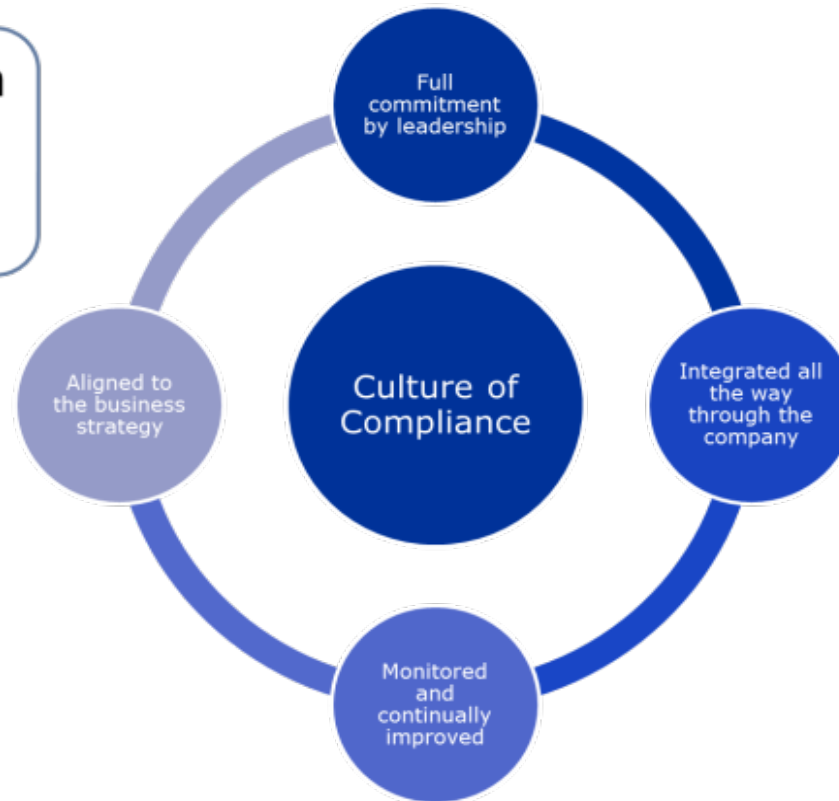 Full
commitment
by leadership
Aligned to
the business
strategy
Culture of
Compliance
Integrated all
the way
through the
company
Monitored
and
continually
improved